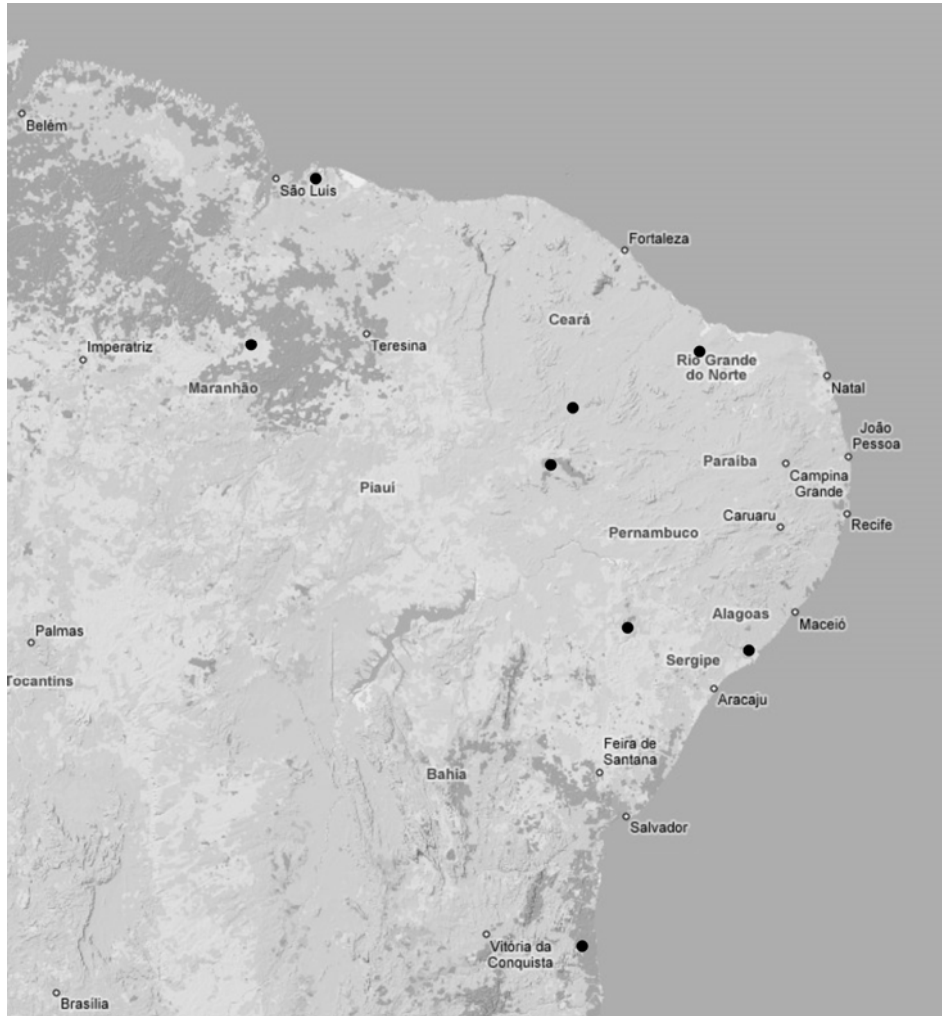 Belém
São Luís
Fortaleza
Ceará
Imperatriz
Teresina
Rio Grande
do Norte
Maranhão
Natal
João
Pessoa
Paraíba
Campina
Grande
Piauí
Caruaru
Recife
Pernambuco
Alagoas
Maceió
Palmas
Sergipe
Tocantins
Aracaju
Feira de
Santana
Bahia
Salvador
Vitória da
Conquista
Brasília